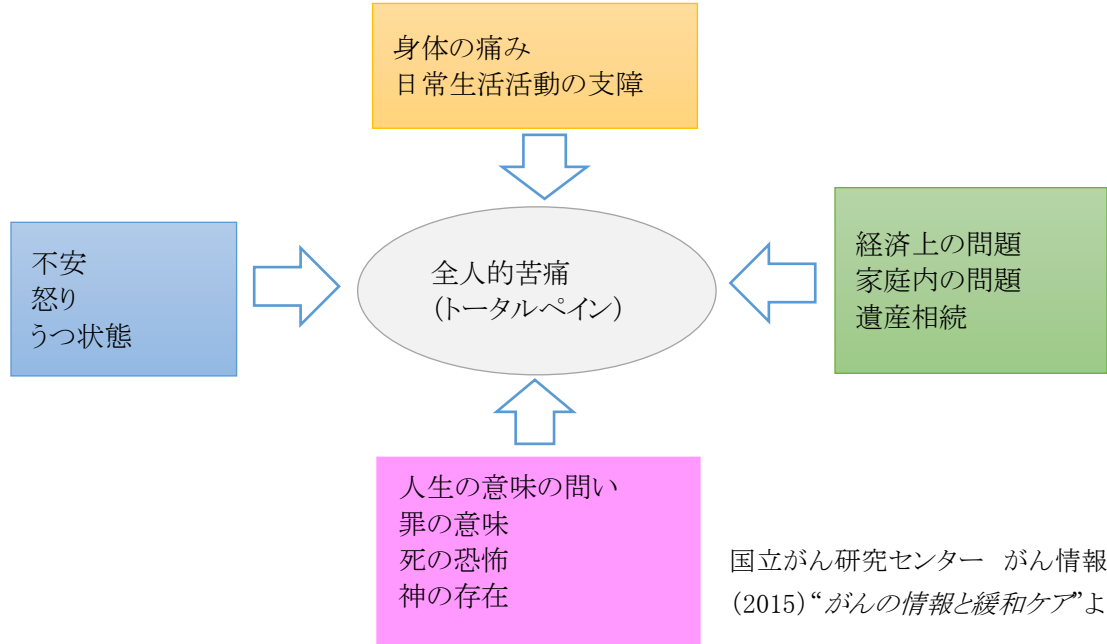 身体の痛み
日常生活活動の支障
不安
怒り
うつ状態
全人的苦痛
(トータルペイン)
経済上の問題
家庭内の問題
遺産相続
人生の意味の問い
罪の意味
死の恐怖
神の存在
国立がん研究センター　がん情報
(2015)“がんの情報と緩和ケア”よ